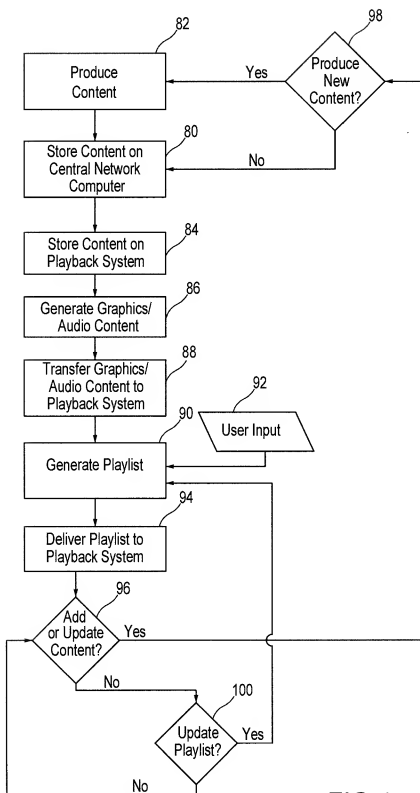 82
98
Produce
Content
Yes
Produce
New
Content?
80
Store Content on
Central Network
Computer
No
84
Store Content on
Playback System
86
Generate Graphics/
Audio Content
88
Transfer Graphics/
Audio Content to
Playback System
90
92
User Input
Generate Playlist
94
Deliver Playlist to
Playback System
96
Add
or Update
Content?
Yes
No
100
Update
Playlist?
Yes
No